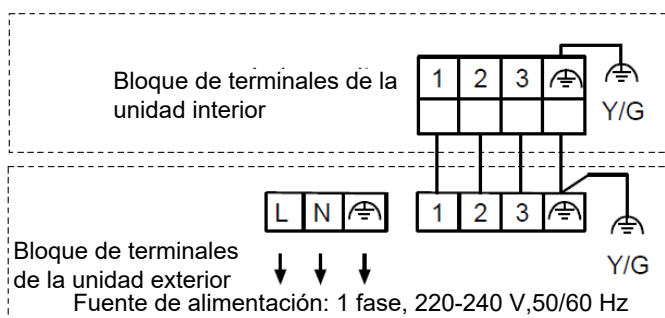 Bloque de terminales de la
unidad interior
1 2 3
Y/G
L N
1 2 3
Bloque de terminales
de la unidad exterior
Y/G
Fuente de alimentación: 1 fase, 220-240 V,50/60 Hz